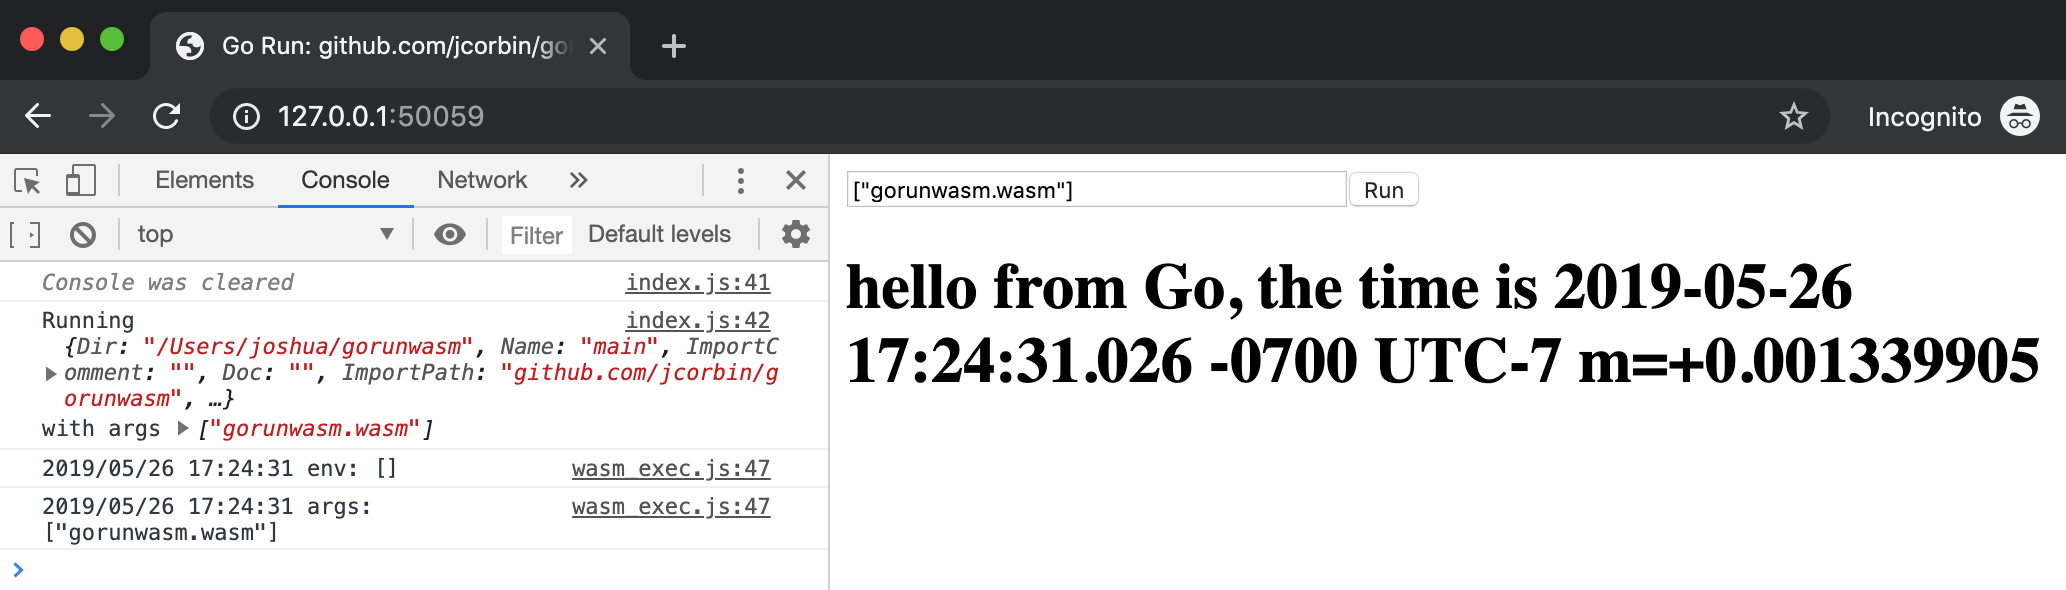 Go Run: github.com/jcorbin/gor
127.0.0.1:50059
Incognito
Elements Console Network
top Filter Default levels
Console was cleared index.js:41
Running index.js:42
{Dir: "/Users/joshua/gorunwasm", Name: "main", ImportC
omment: "", Doc: "", ImportPath: "github.com/jcorbin/g
orunwasm", …}
with args ["gorunwasm.wasm"]
2019/05/26 17:24:31 env: [] wasm_exec.js:47
2019/05/26 17:24:31 args: wasm_exec.js:47
["gorunwasm.wasm"]
["gorunwasm.wasm"] Run
hello from Go, the time is 2019-05-26
17:24:31.026 -0700 UTC-7 m=+0.001339905